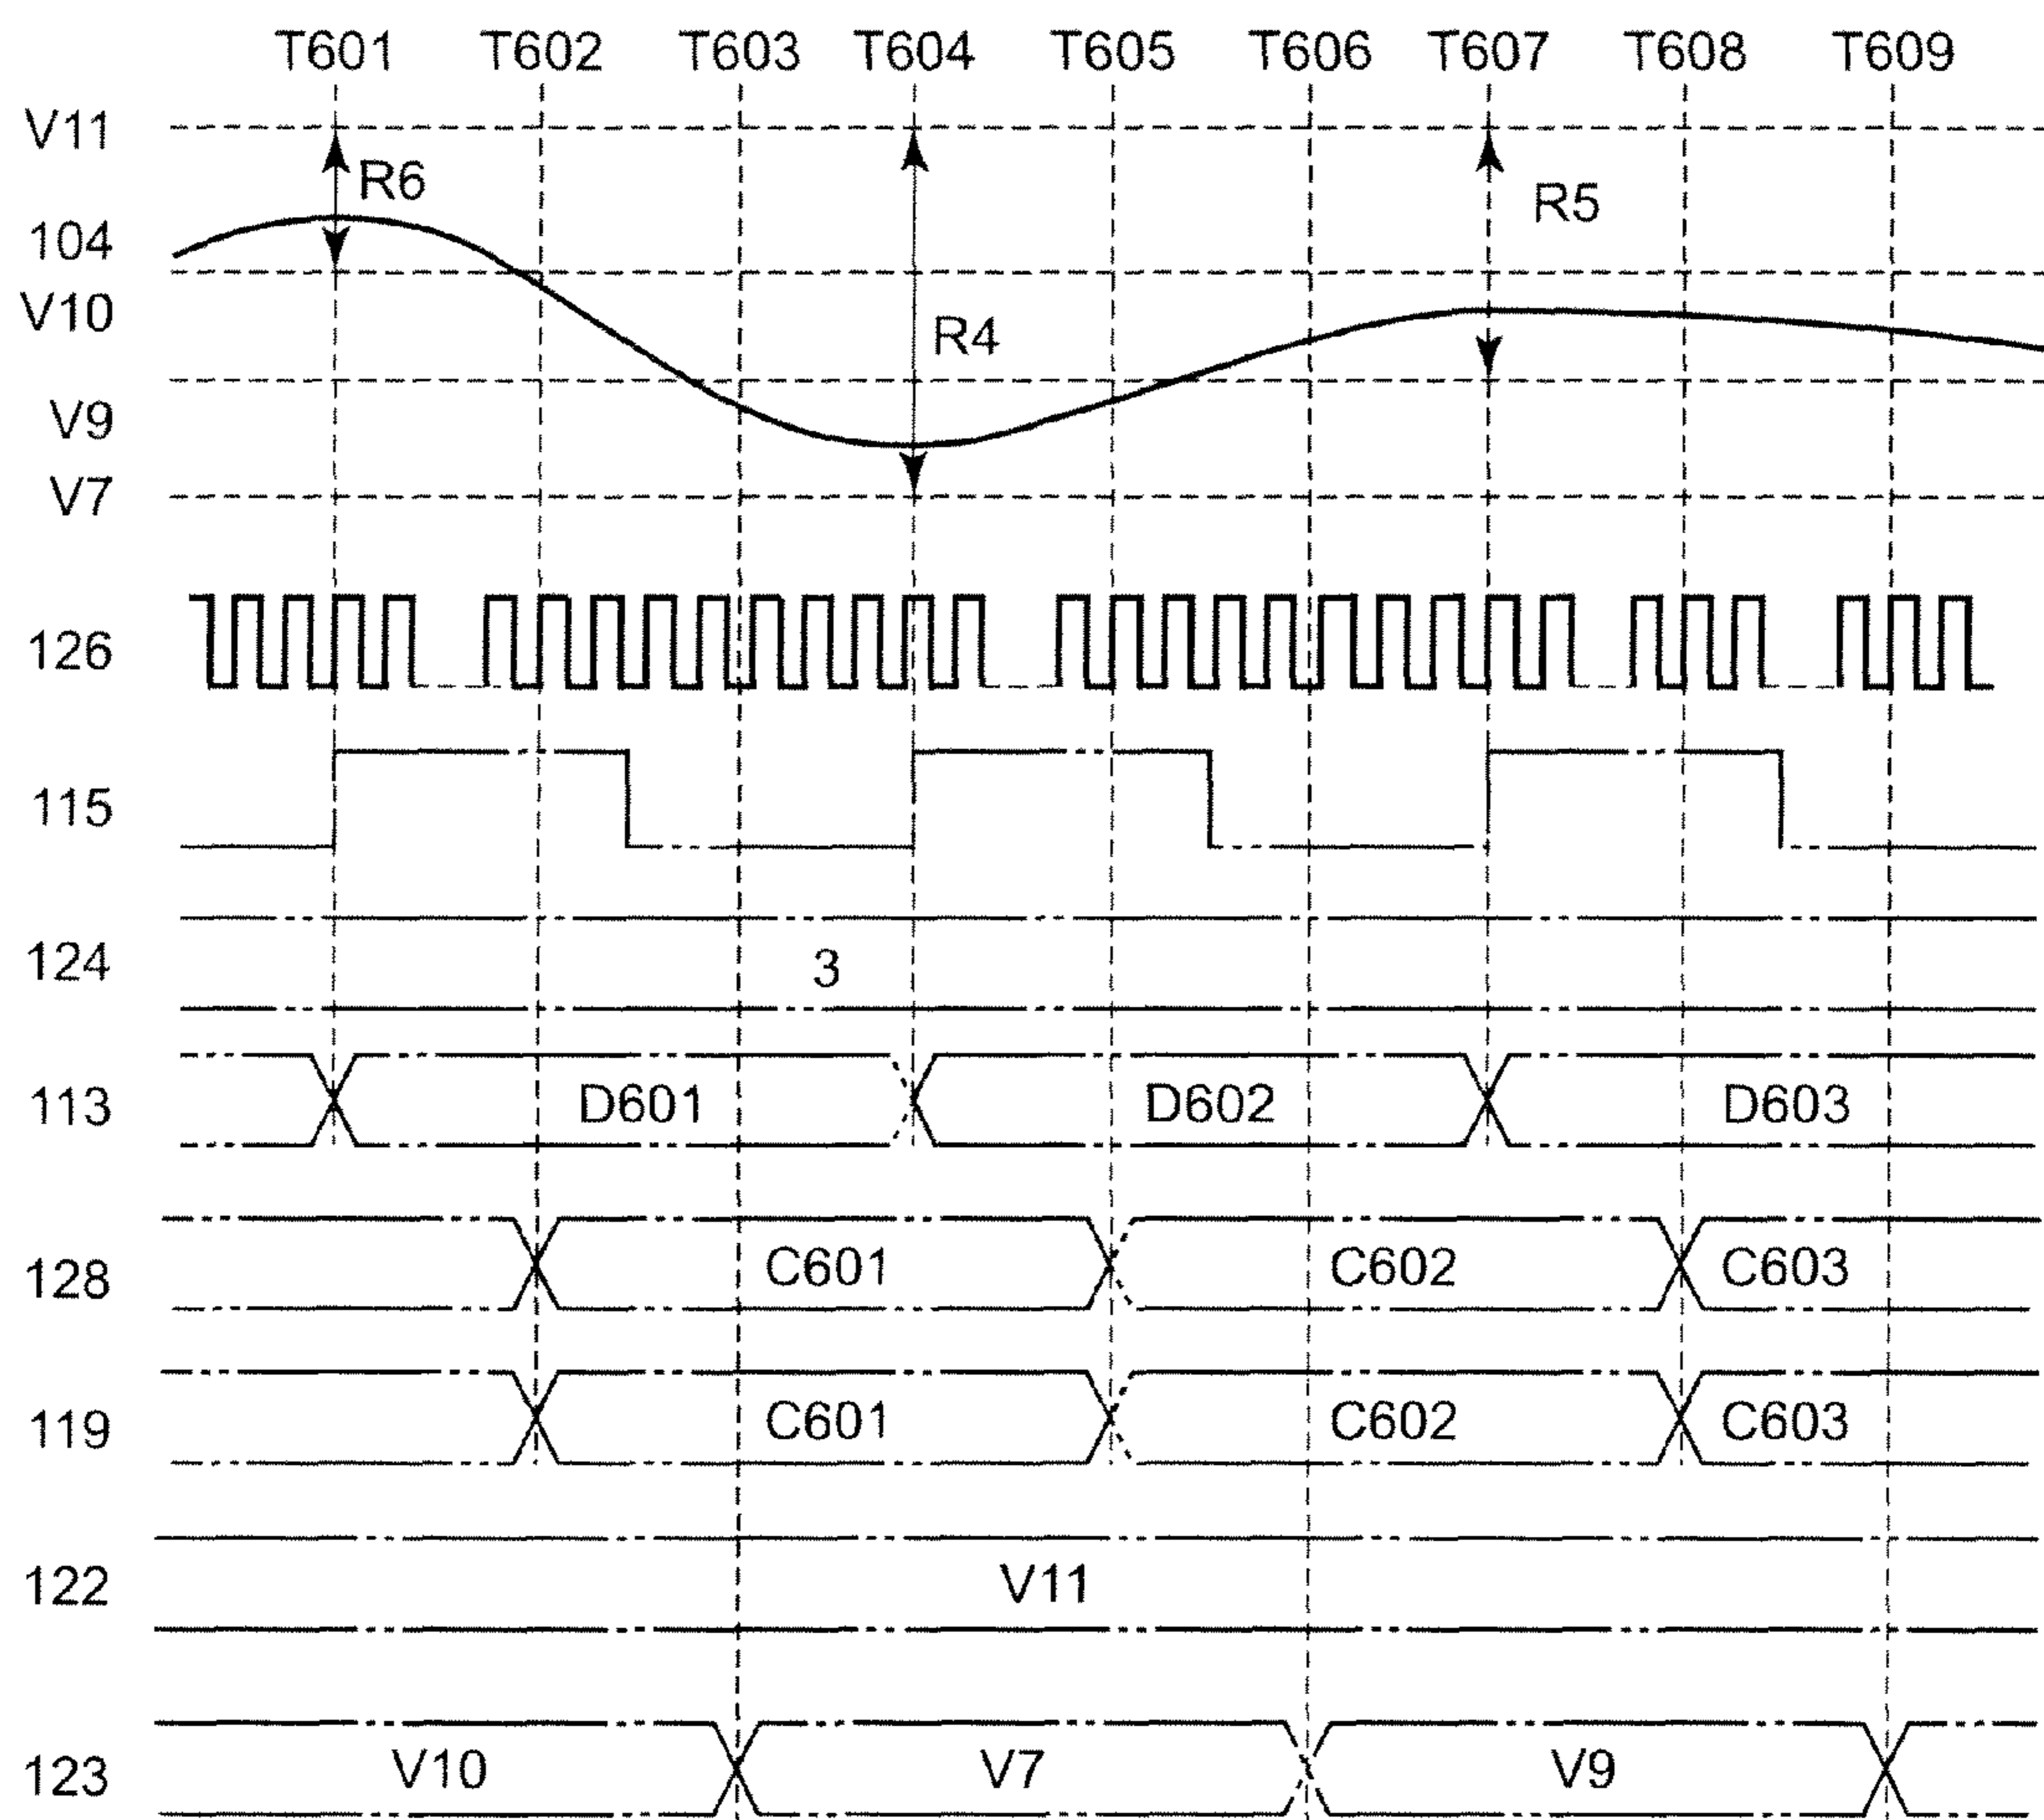 T601 T602 T603 T604 T605 T606 T607 T608 T609
V11
R6
R5
104
V10
R4
V9
V7
126
115
124 3
113 D601 D602 D603
128 C601 C602 C603
119 C601 C602 C603
122 V11
123 V10 V7 V9